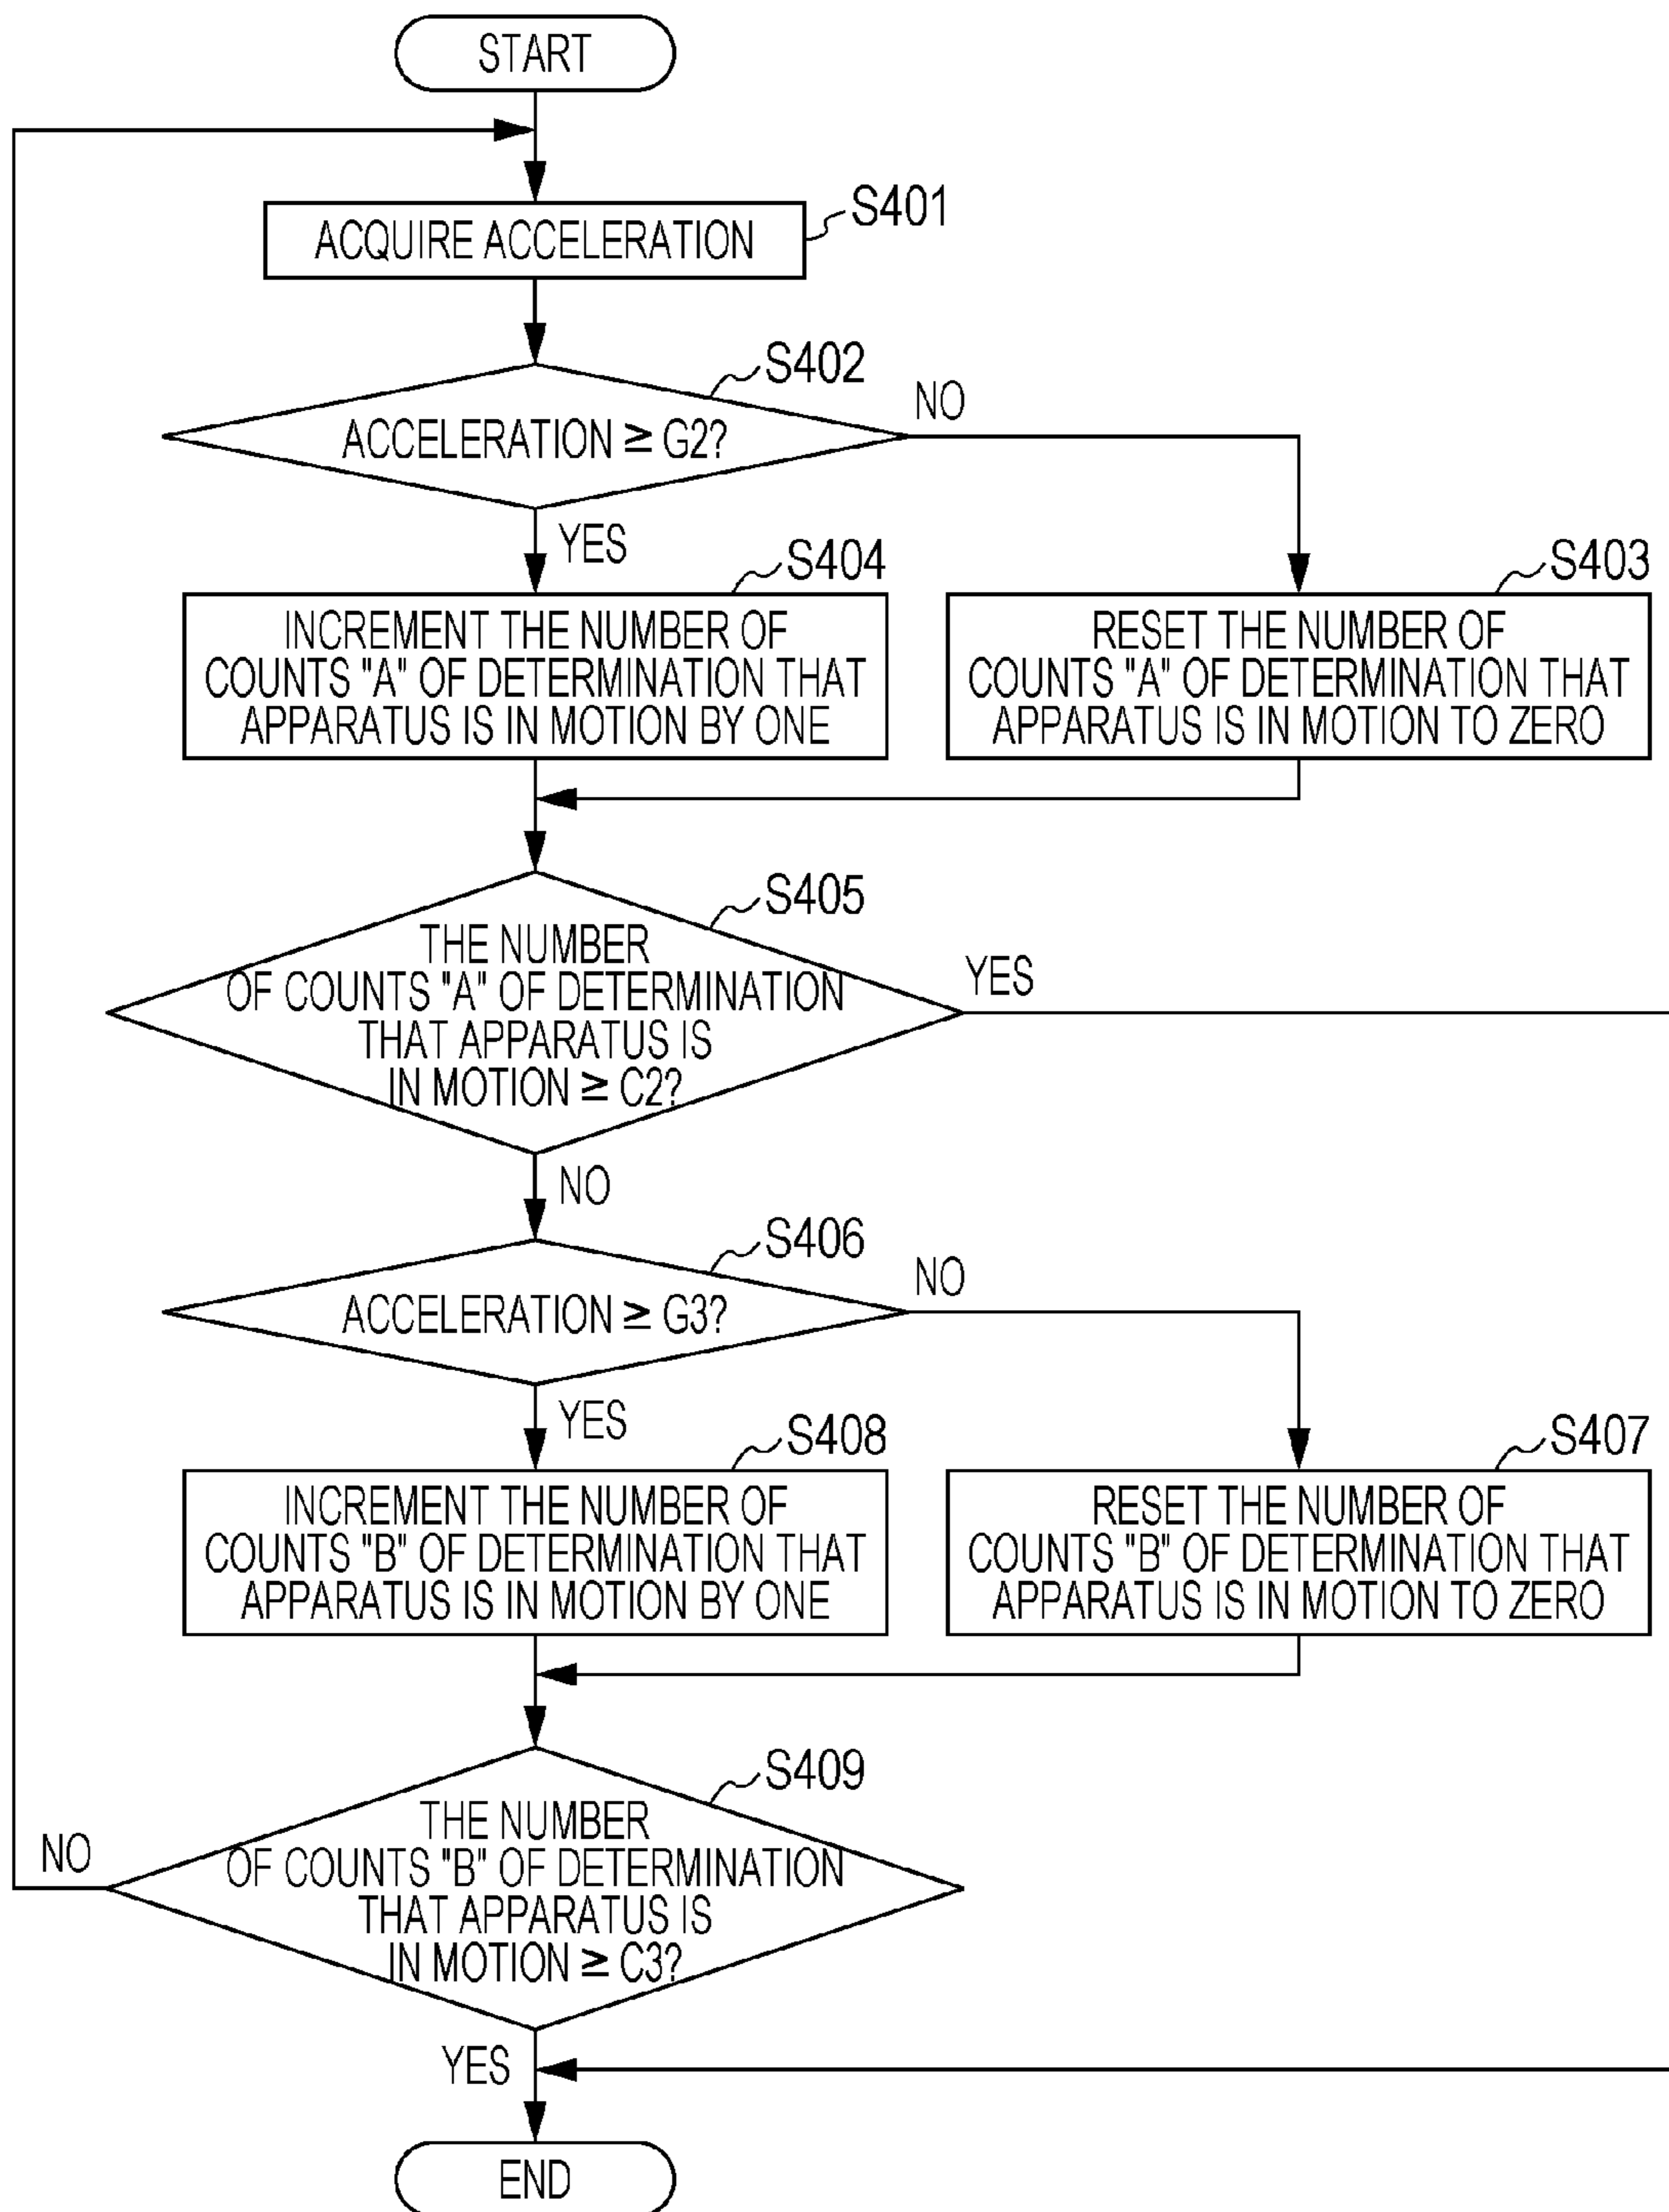 START
S401
ACQUIRE ACCELERATION
S402
NO
ACCELERATION ≥ G2?
YES
S404
S403
INCREMENT THE NUMBER OF
COUNTS "A" OF DETERMINATION THAT
APPARATUS IS IN MOTION BY ONE
RESET THE NUMBER OF
COUNTS "A" OF DETERMINATION THAT
APPARATUS IS IN MOTION TO ZERO
S405
THE NUMBER
OF COUNTS "A" OF DETERMINATION
THAT APPARATUS IS
IN MOTION ≥ C2?
YES
NO
S406
NO
ACCELERATION ≥ G3?
YES
S408
S407
INCREMENT THE NUMBER OF
COUNTS "B" OF DETERMINATION THAT
APPARATUS IS IN MOTION BY ONE
RESET THE NUMBER OF
COUNTS "B" OF DETERMINATION THAT
APPARATUS IS IN MOTION TO ZERO
S409
THE NUMBER
OF COUNTS "B" OF DETERMINATION
THAT APPARATUS IS
IN MOTION ≥ C3?
NO
YES
END